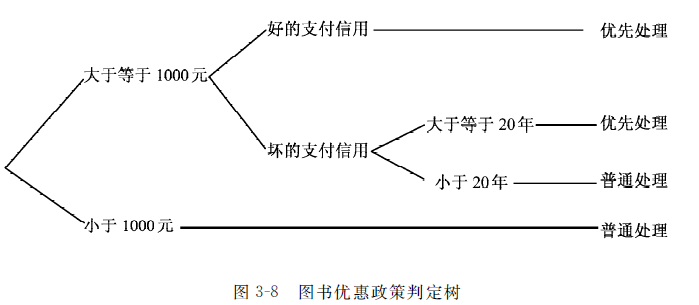 好的支付信用 优先处理
大于等于 1000元
大于等于 20年 优先处理
坏的支付信用
小于 20年 普通处理
小于 1000元 普通处理
图 3-8 图书优惠政策判定树